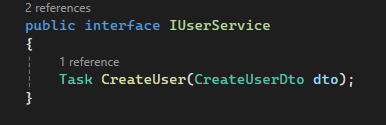 2 references
public interface IUserService
{
1 reference
Task CreateUser(CreateUserDto dto);
}